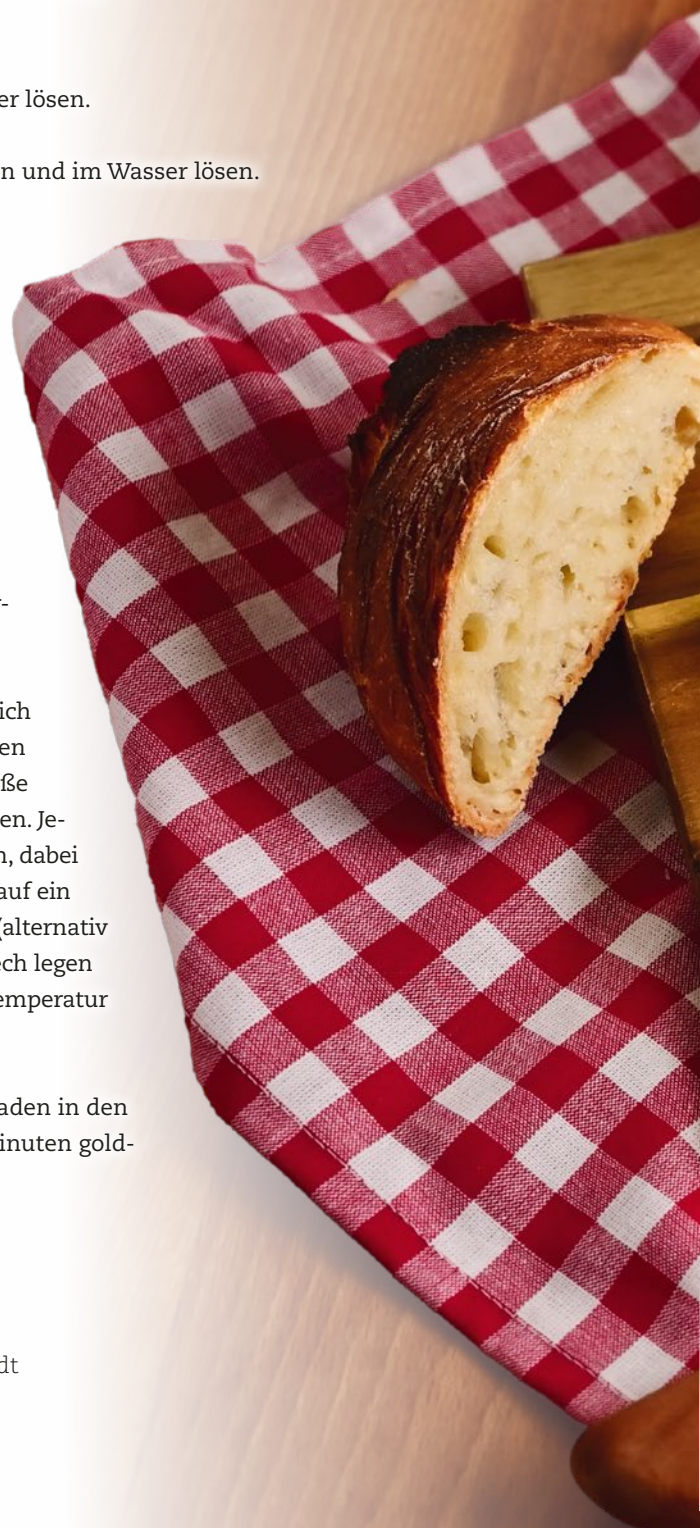 er lösen.
n und im Wasser lösen.
-
ich
en
ße
en. Je-
n, dabei
auf ein
(alternativ
ech legen
emperatur
aden in den
inuten gold-
dt